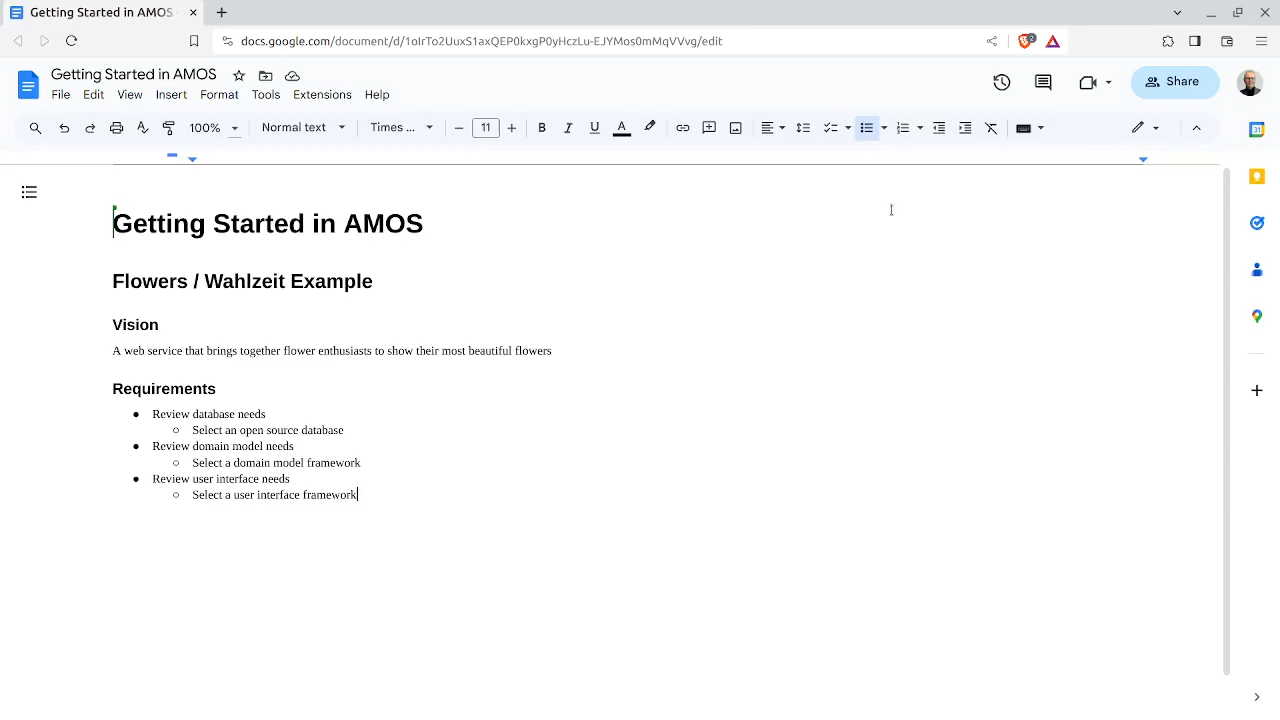 Getting Started in AMOS
docs.google.com/document/d/1oIrTo2UuxS1axQEP0kxgP0yHczLu-EJYMos0mMqVVvg/edit
2
Getting Started in AMOS
File Edit View Insert Format Tools Extensions Help
Share
100% Normal text Times ... 11 B I U A
31
Getting Started in AMOS
Flowers / Wahlzeit Example
Vision
A web service that brings together flower enthusiasts to show their most beautiful flowers
Requirements
● Review database needs
○ Select an open source database
● Review domain model needs
○ Select a domain model framework
● Review user interface needs
○ Select a user interface framework